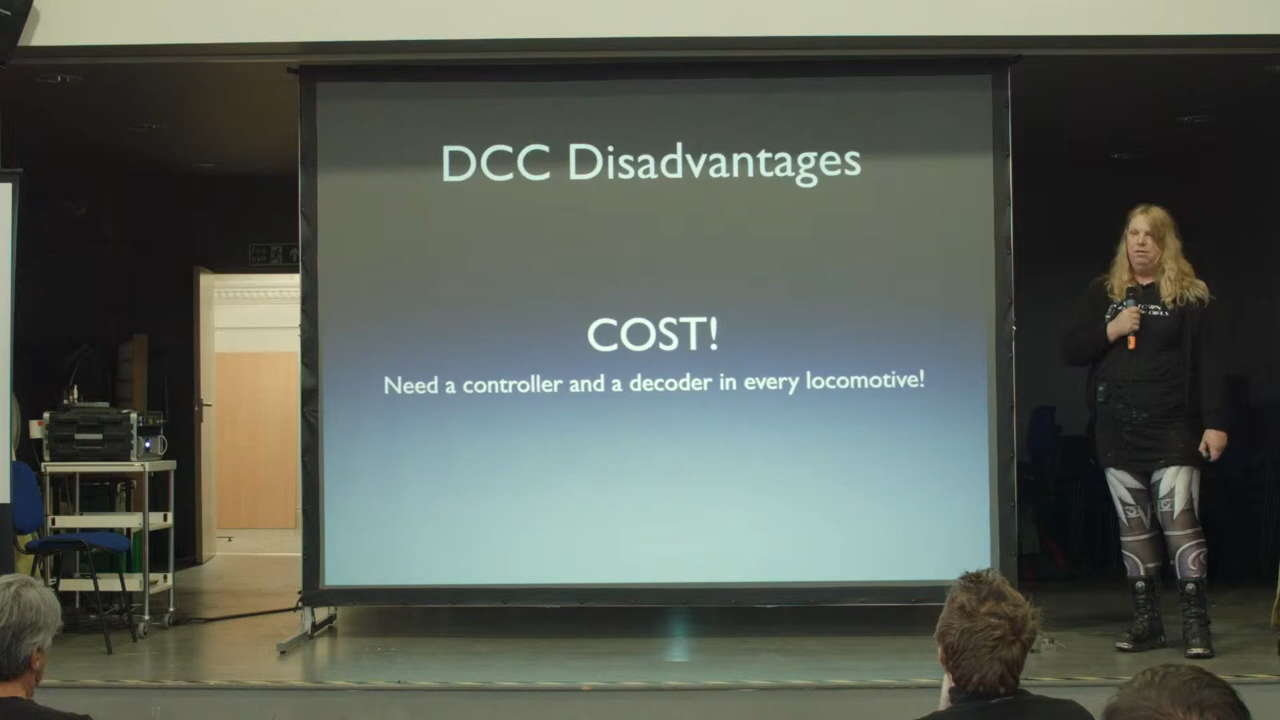 DCC Disadvantages
COST!
Need a controller and a decoder in every locomotive!